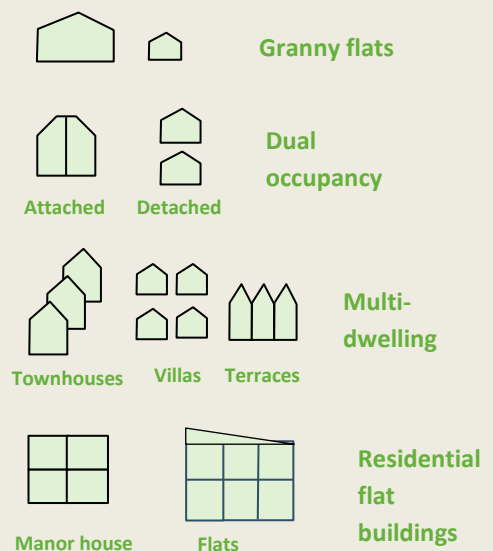 Granny flats
Dual
occupancy
Attached
Detached
Multi-
dwelling
Townhouses
Villas
Terraces
Residential
flat
buildings
Manor house
Flats